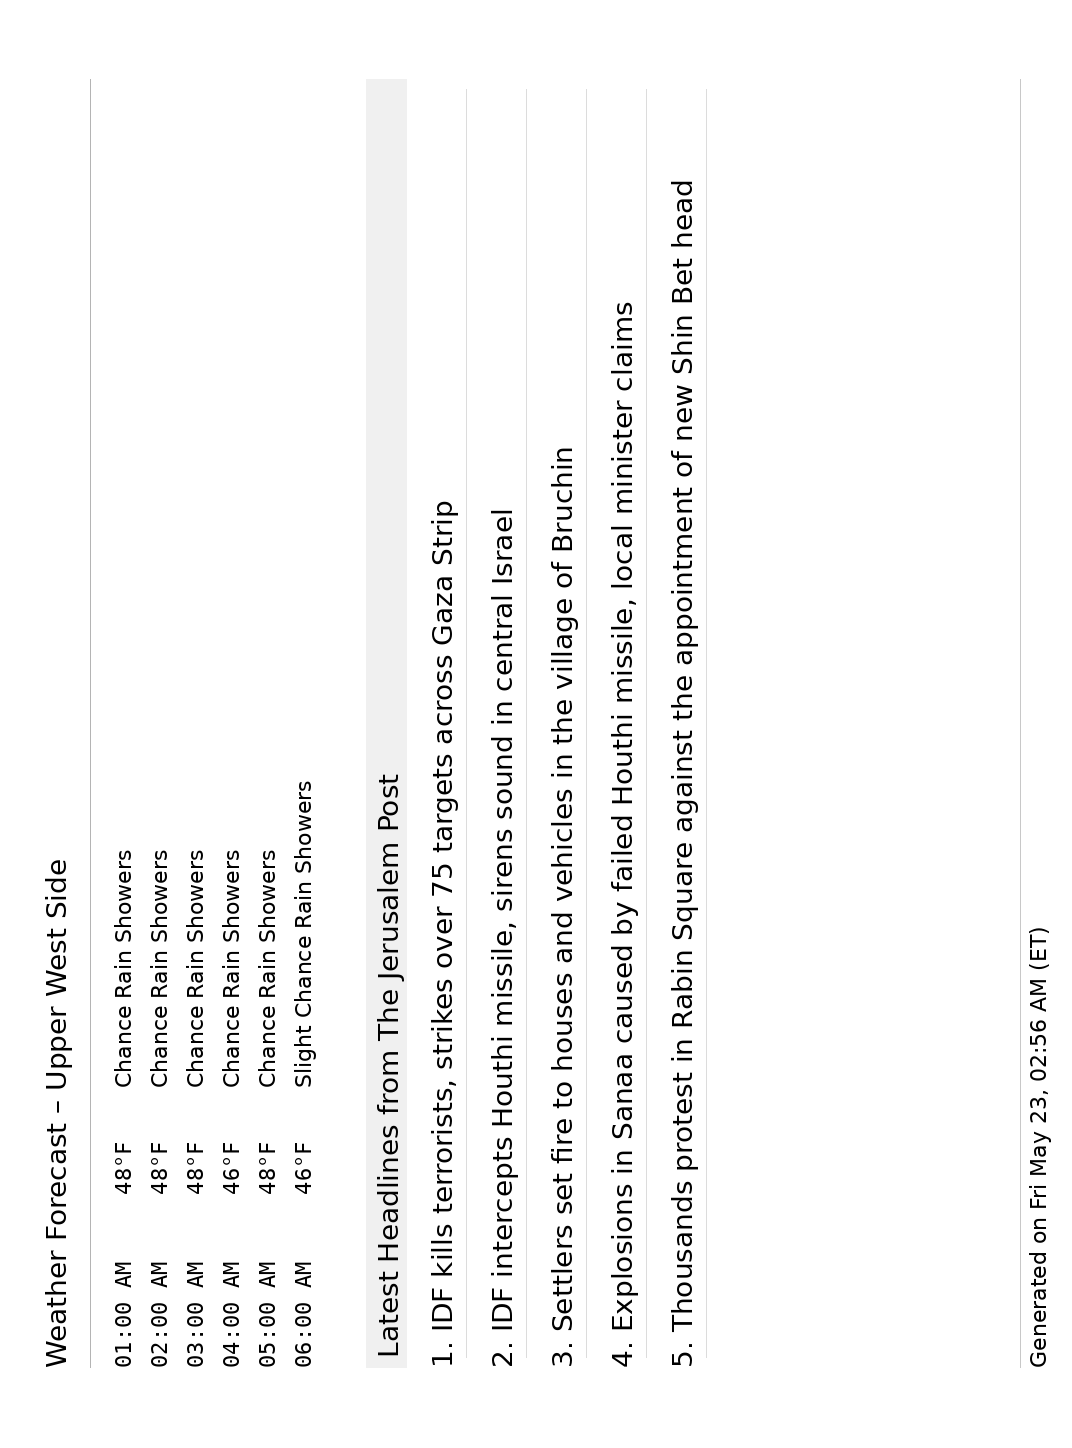 Weather Forecast – Upper West Side
01:00 AM 48°F Chance Rain Showers
02:00 AM 48°F Chance Rain Showers
03:00 AM 48°F Chance Rain Showers
04:00 AM 46°F Chance Rain Showers
05:00 AM 48°F Chance Rain Showers
06:00 AM 46°F Slight Chance Rain Showers
Latest Headlines from The Jerusalem Post
1. IDF kills terrorists, strikes over 75 targets across Gaza Strip
2. IDF intercepts Houthi missile, sirens sound in central Israel
3. Settlers set fire to houses and vehicles in the village of Bruchin
4. Explosions in Sanaa caused by failed Houthi missile, local minister claims
5. Thousands protest in Rabin Square against the appointment of new Shin Bet head
Generated on Fri May 23, 02:56 AM (ET)